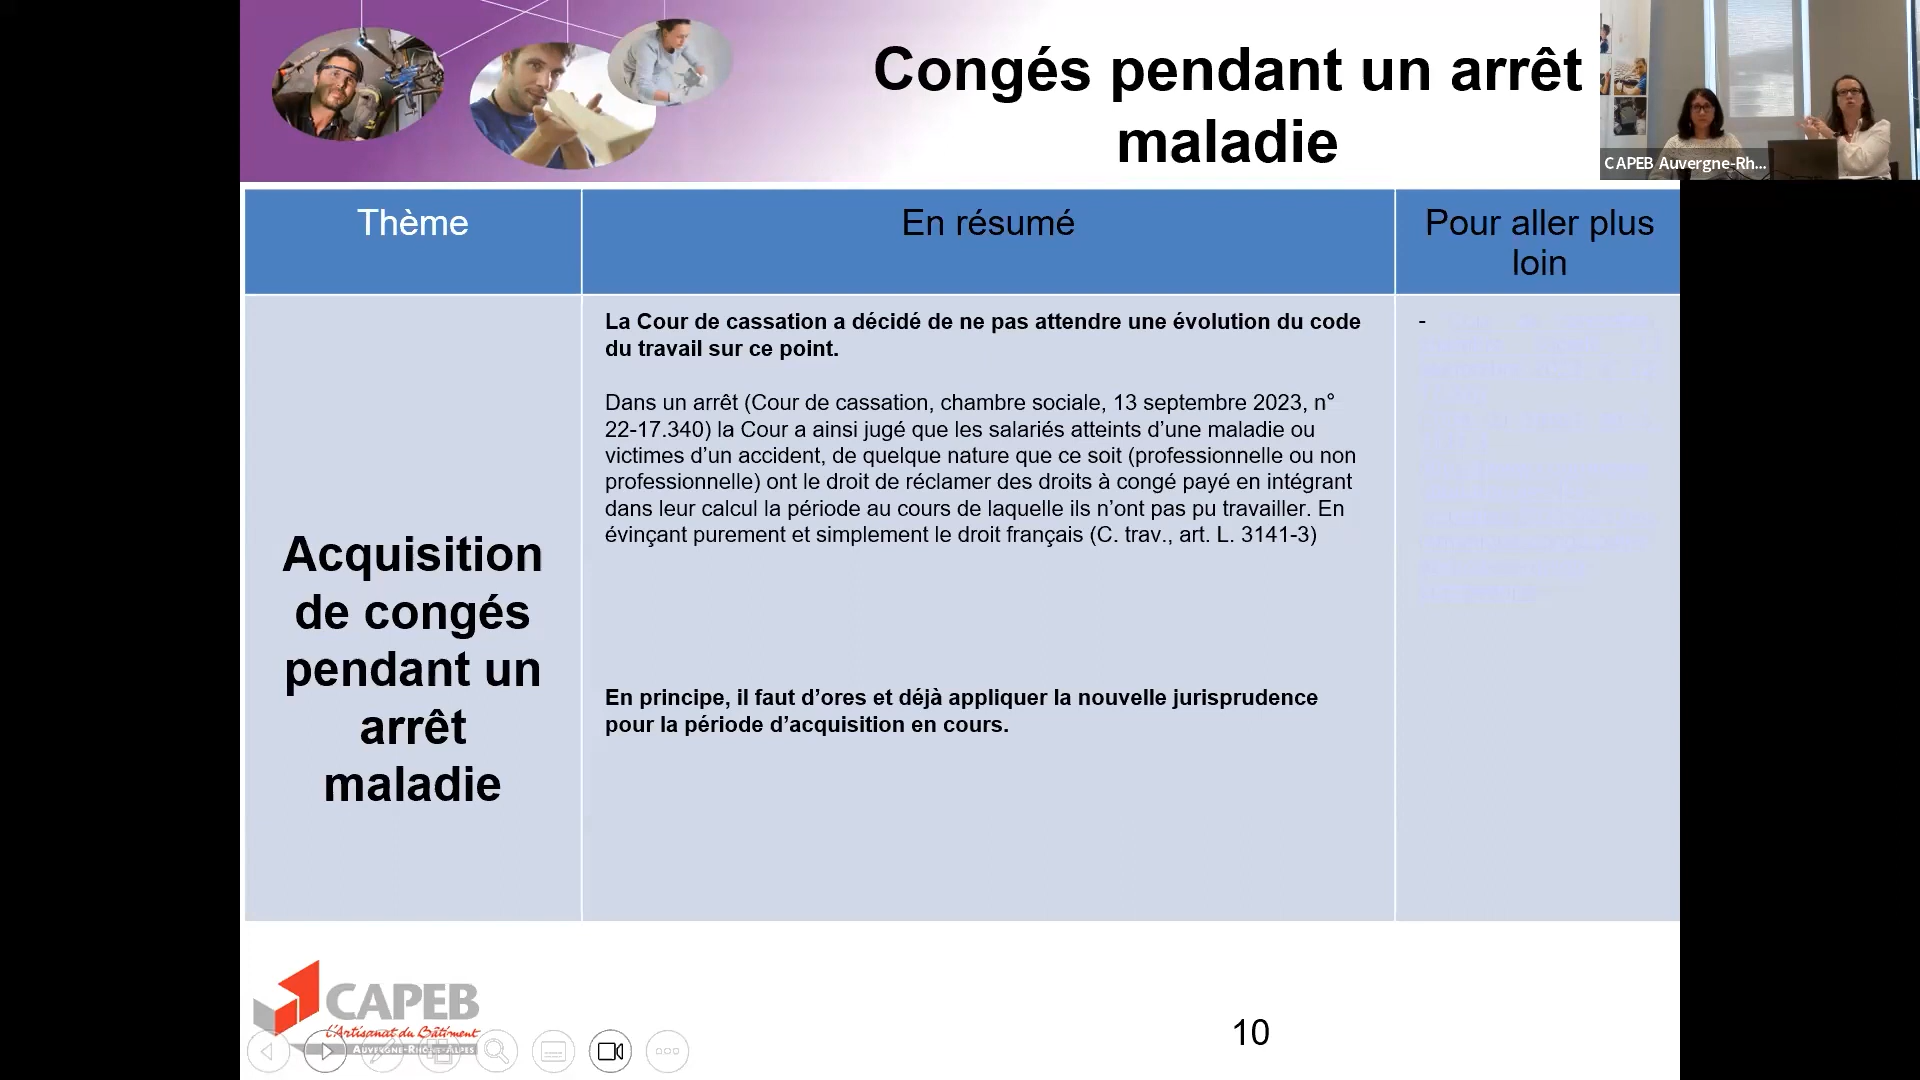 Congés pendant un arrêt
maladie
CAPEB Auvergne-Rh...
Thème
En résumé
Pour aller plus
loin
Acquisition
de congés
pendant un
arrêt
maladie
La Cour de cassation a décidé de ne pas attendre une évolution du code
du travail sur ce point.
Dans un arrêt (Cour de cassation, chambre sociale, 13 septembre 2023, n°
22-17.340) la Cour a ainsi jugé que les salariés atteints d’une maladie ou
victimes d’un accident, de quelque nature que ce soit (professionnelle ou non
professionnelle) ont le droit de réclamer des droits à congé payé en intégrant
dans leur calcul la période au cours de laquelle ils n’ont pas pu travailler. En
évinçant purement et simplement le droit français (C. trav., art. L. 3141-3)
En principe, il faut d’ores et déjà appliquer la nouvelle jurisprudence
pour la période d’acquisition en cours.
-
CAPEB
L'Artisanat du Bâtiment
AUVERGNE-RHÔNE-ALPES
10